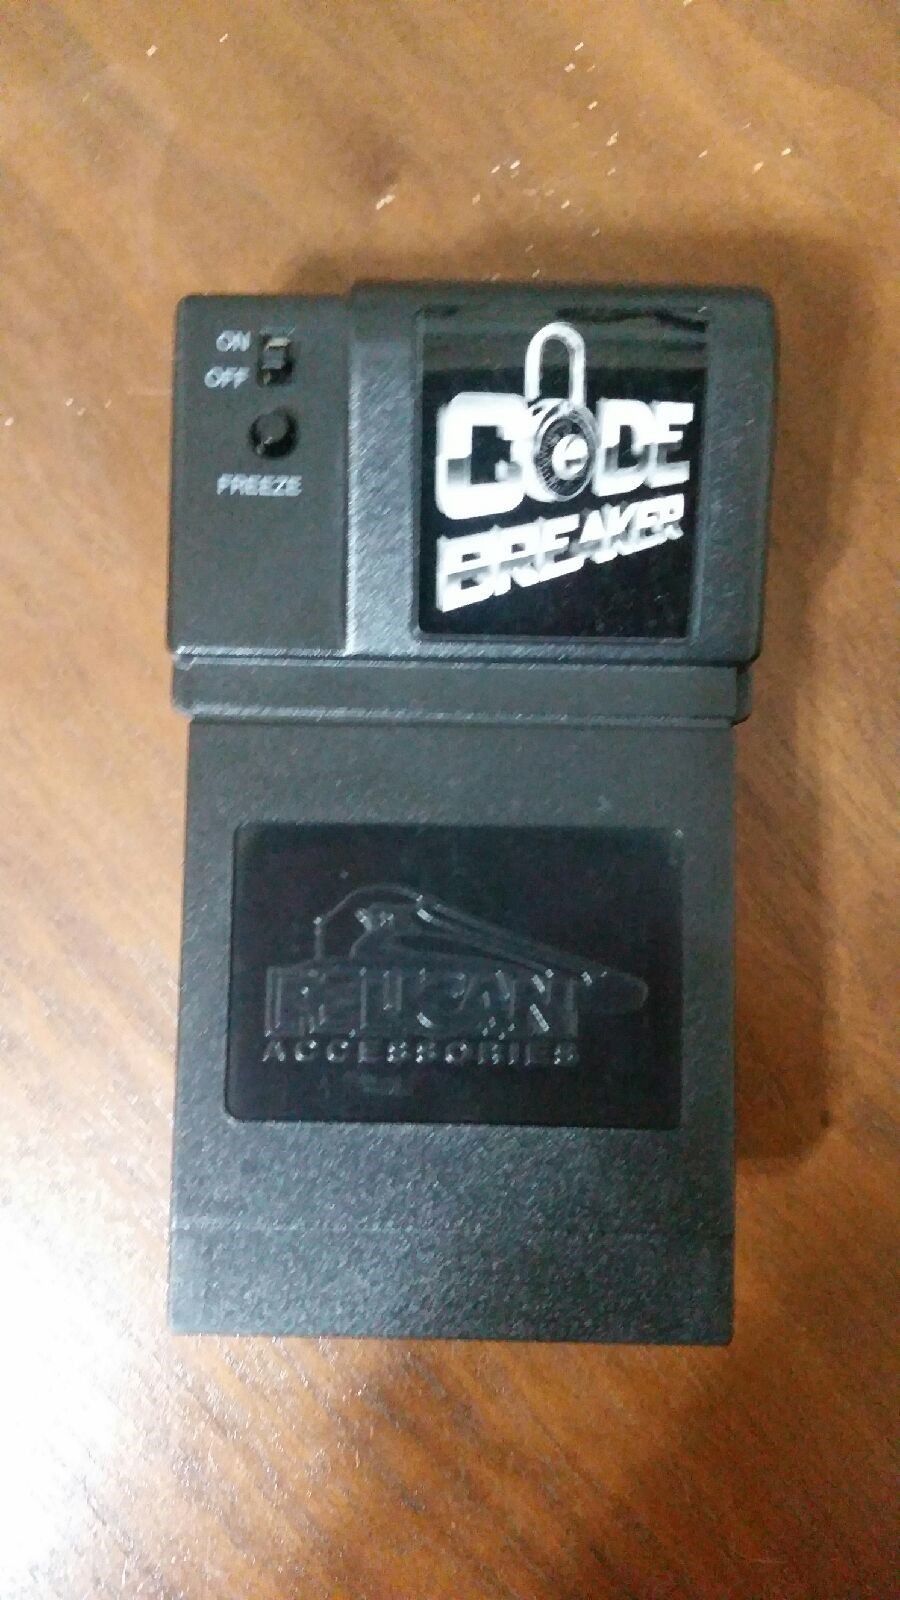 ON
OFF
FREEZE
CODE
BREAKER
PELICAN
ACCESSORIES